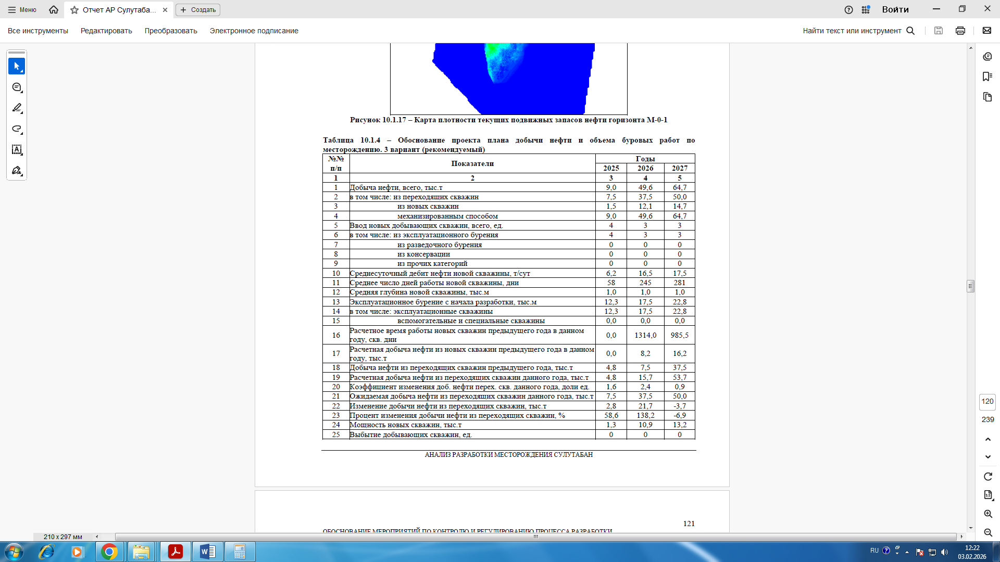 Меню
Отчет АР Сулутаба...
Создать
Войти
Все инструменты
Редактировать
Преобразовать
Электронное подписание
Найти текст или инструмент
Рисунок 10.1.17 – Карта плотности текущих подвижных запасов нефти горизонта М-0-1
Таблица 10.1.4 – Обоснование проекта плана добычи нефти и объема буровых работ по
месторождению. 3 вариант (рекомендуемый)
№№ п/п Показатели Годы
2025 2026 2027
1 2 3 4 5
1 Добыча нефти, всего, тыс.т 9,0 49,6 64,7
2 в том числе: из переходящих скважин 7,5 37,5 50,0
3 из новых скважин 1,5 12,1 14,7
4 механизированным способом 9,0 49,6 64,7
5 Ввод новых добывающих скважин, всего, ед. 4 3 3
6 в том числе: из эксплуатационного бурения 4 3 3
7 из разведочного бурения 0 0 0
8 из консервации 0 0 0
9 из прочих категорий 0 0 0
10 Среднесуточный дебит нефти новой скважины, т/сут 6,2 16,5 17,5
11 Среднее число дней работы новой скважины, дни 58 245 281
12 Средняя глубина новой скважины, тыс.м 1,0 1,0 1,0
13 Эксплуатационное бурение с начала разработки, тыс.м 12,3 17,5 22,8
14 в том числе: эксплуатационные скважины 12,3 17,5 22,8
15 вспомогательные и специальные скважины 0,0 0,0 0,0
16 Расчетное время работы новых скважин предыдущего года в данном
году, скв. дни 0,0 1314,0 985,5
17 Расчетная добыча нефти из новых скважин предыдущего года в данном
году, тыс.т 0,0 8,2 16,2
18 Добыча нефти из переходящих скважин предыдущего года, тыс.т 4,8 7,5 37,5
19 Расчетная добыча нефти из переходящих скважин данного года, тыс.т 4,8 15,7 53,7
20 Коэффициент изменения доб. нефти перех. скв. данного года, доли ед. 1,6 2,4 0,9
21 Ожидаемая добыча нефти из переходящих скважин данного года, тыс.т 7,5 37,5 50,0
22 Изменение добычи нефти из переходящих скважин, тыс.т 2,8 21,7 -3,7
23 Процент изменения добычи нефти из переходящих скважин, % 58,6 138,2 -6,9
24 Мощность новых скважин, тыс.т 1,3 10,9 13,2
25 Выбытие добывающих скважин, ед. 0 0 0
АНАЛИЗ РАЗРАБОТКИ МЕСТОРОЖДЕНИЯ СУЛУТАБАН
121
ОБОСНОВАНИЕ МЕРОПРИЯТИЙ ПО КОНТРОЛЮ И РЕГУЛИРОВАНИЮ ПРОЦЕССА РАЗРАБОТКИ
120
239
1:1
210 x 297 мм
RU
12:22
03.02.2026